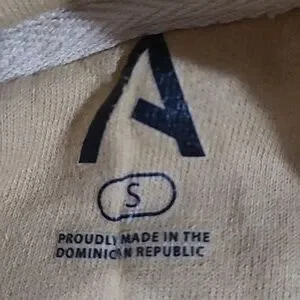 A
S
PROUDLY MADE IN THE
DOMINICAN REPUBLIC